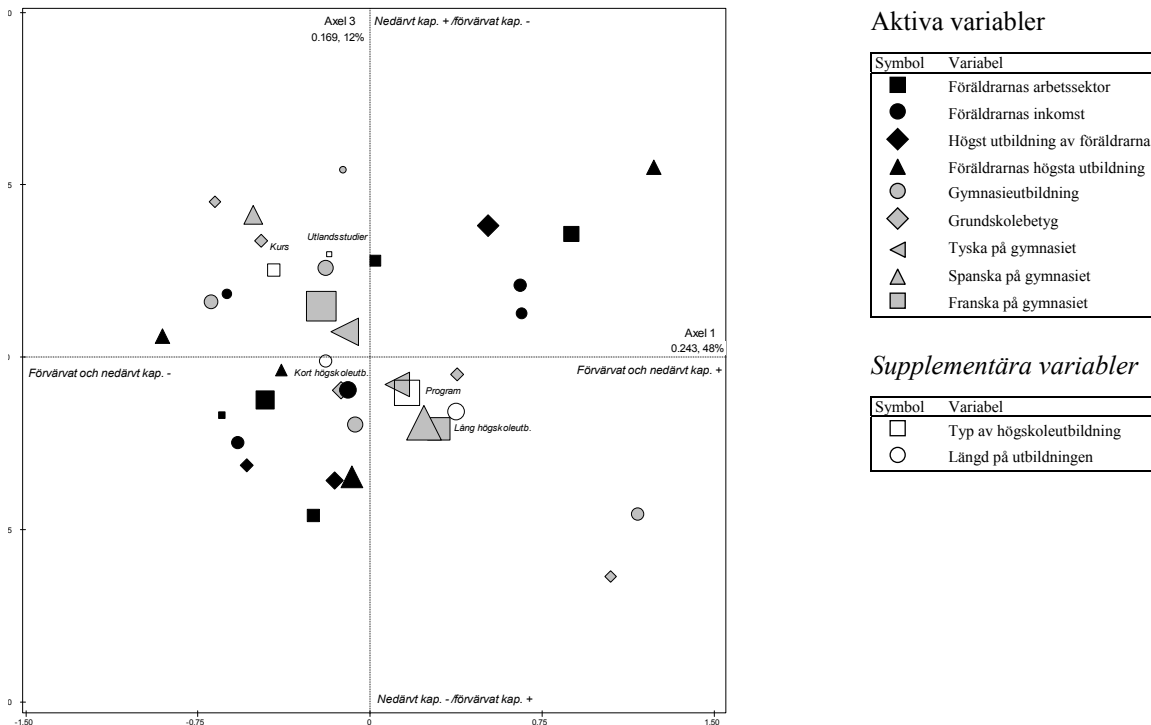 Axel 3
0.169, 12%
Nedärvt kap. + /förvärvat kap. -
Utlandsstudier
Kurs
Axel 1
0.243, 48%
Förvärvat och nedärvt kap. -
Kort högskoleutb.
Förvärvat och nedärvt kap. +
Program
Lång högskoleutb.
Nedärvt kap. - /förvärvat kap. +
-1.50 -0.75 0 0.75 1.50
Aktiva variabler
Symbol Variabel
Föräldrarnas arbetssektor
Föräldrarnas inkomst
Högst utbildning av föräldrarna
Föräldrarnas högsta utbildning
Gymnasieutbildning
Grundskolebetyg
Tyska på gymnasiet
Spanska på gymnasiet
Franska på gymnasiet
Supplementära variabler
Symbol Variabel
Typ av högskoleutbildning
Längd på utbildningen